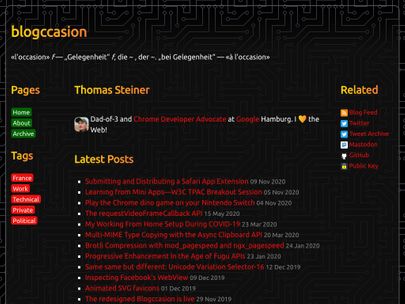 blogccasion
«l'occasion» f — „Gelegenheit“ f, die ~ , der ~. „bei Gelegenheit“ — «à l'occasion»
Pages
Home
About
Archive
Tags
France
Work
Technical
Private
Political
Thomas Steiner
Dad-of-3 and Chrome Developer Advocate at Google Hamburg. I 🧡 the
Web!
Latest Posts
Submitting and Distributing a Safari App Extension 09 Nov 2020
Learning from Mini Apps—W3C TPAC Breakout Session 05 Nov 2020
Play the Chrome dino game on your Nintendo Switch 04 Nov 2020
The requestVideoFrameCallback API 15 May 2020
My Working From Home Setup During COVID-19 23 Mar 2020
Multi-MIME Type Copying with the Async Clipboard API 20 Mar 2020
Brotli Compression with mod_pagespeed and ngx_pagespeed 24 Jan 2020
Progressive Enhancement In the Age of Fugu APIs 23 Jan 2020
Same same but different: Unicode Variation Selector-16 12 Dec 2019
Inspecting Facebook's WebView 09 Dec 2019
Animated SVG favicons 01 Dec 2019
The redesigned Blogccasion is live 29 Nov 2019
Related
Blog Feed
Twitter
Tweet Archive
Mastodon
GitHub
Public Key